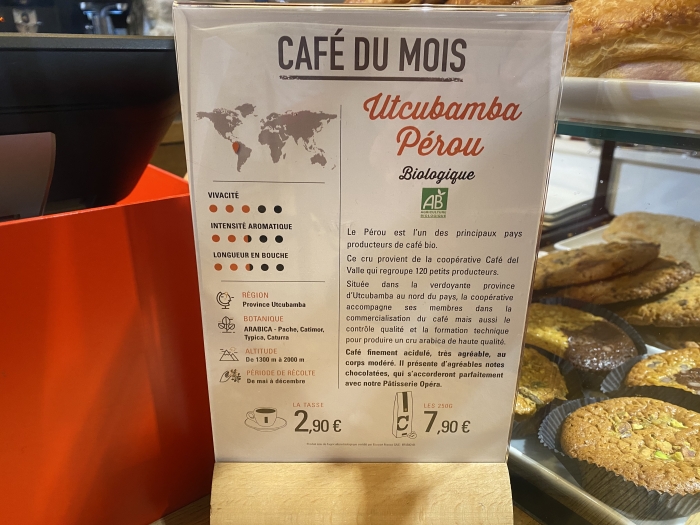 CAFÉ DU MOIS
Utcubamba
Pérou
Biologique
AB
AGRICULTURE
BIOLOGIQUE
VIVACITÉ
INTENSITÉ AROMATIQUE
LONGUEUR EN BOUCHE
RÉGION
Province Utcubamba
BOTANIQUE
ARABICA - Pache, Catimor,
Typica, Caturra
ALTITUDE
De 1300 m à 2000 m
PÉRIODE DE RÉCOLTE
De mai à décembre
Le Pérou est l'un des principaux pays
producteurs de café bio.
Ce cru provient de la coopérative Café del
Valle qui regroupe 120 petits producteurs.
Située dans la verdoyante province
d'Utcubamba au nord du pays, la coopérative
accompagne ses membres dans la
commercialisation du café mais aussi le
contrôle qualité et la formation technique
pour produire un cru arabica de haute qualité.
Café finement acidulé, très agréable, au
corps modéré. Il présente d'agréables notes
chocolatées, qui s'accorderont parfaitement
avec notre Pâtisserie Opéra.
LA TASSE
2,90 €
LES 250G
7,90 €